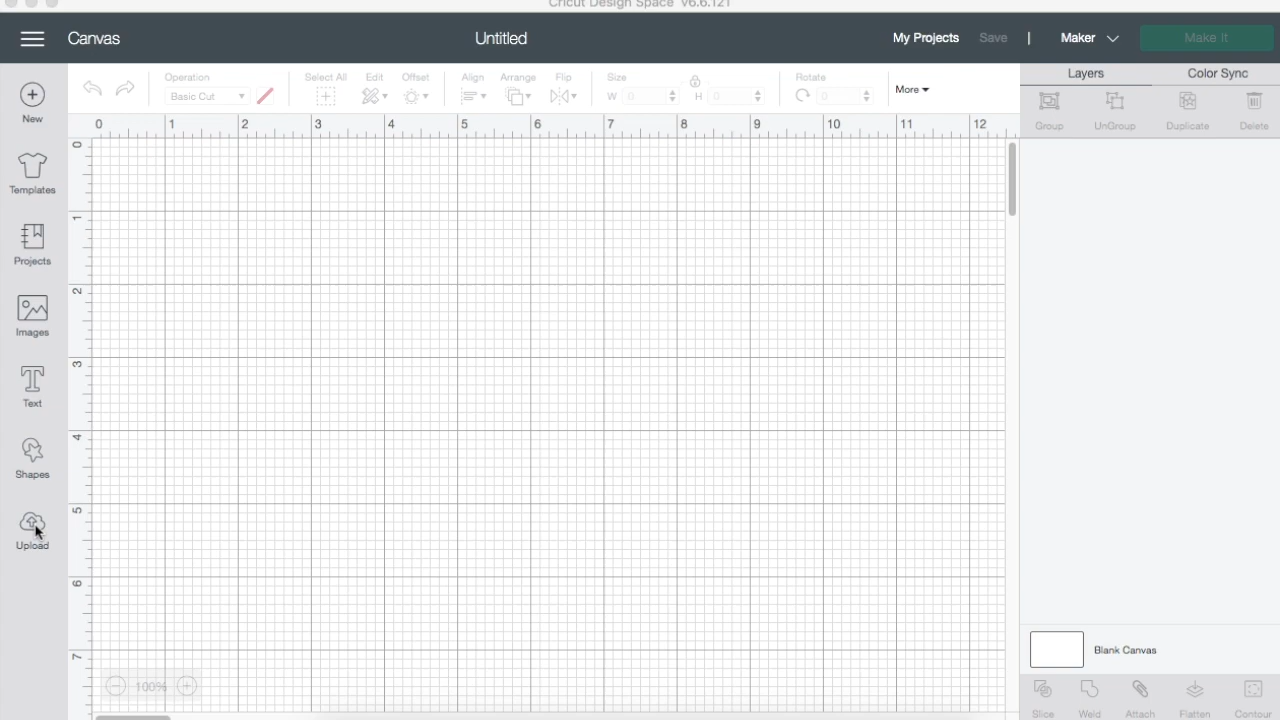 Cricut Design Space v6.6.121
Canvas
Untitled
My Projects
Save
|
Maker
Make It
New
Templates
Projects
Images
Text
Shapes
Upload
Operation
Basic Cut
Select All
Edit
Offset
Align
Arrange
Flip
Size
W 0
H 0
Rotate
0
More
0 1 2 3 4 5 6 7 8 9 10 11 12
0
1
2
3
4
5
6
7
100%
Layers
Color Sync
Group
UnGroup
Duplicate
Delete
Blank Canvas
Slice
Weld
Attach
Flatten
Contour